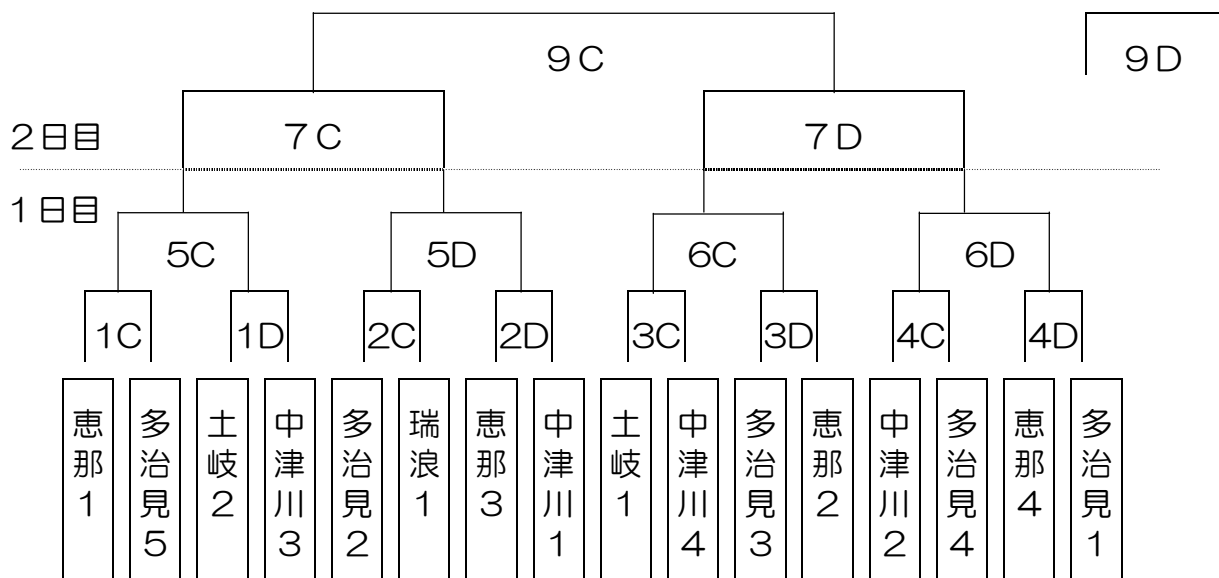 ９Ｃ ９Ｄ
２日目 ７Ｃ ７Ｄ
１日目
５Ｃ ５Ｄ ６Ｃ ６Ｄ
１Ｃ １Ｄ ２Ｃ ２Ｄ ３Ｃ ３Ｄ ４Ｃ ４Ｄ
恵那１
多治見５
土岐２
中津川３
多治見２
瑞浪１
恵那３
中津川１
土岐１
中津川４
多治見３
恵那２
中津川２
多治見４
恵那４
多治見１